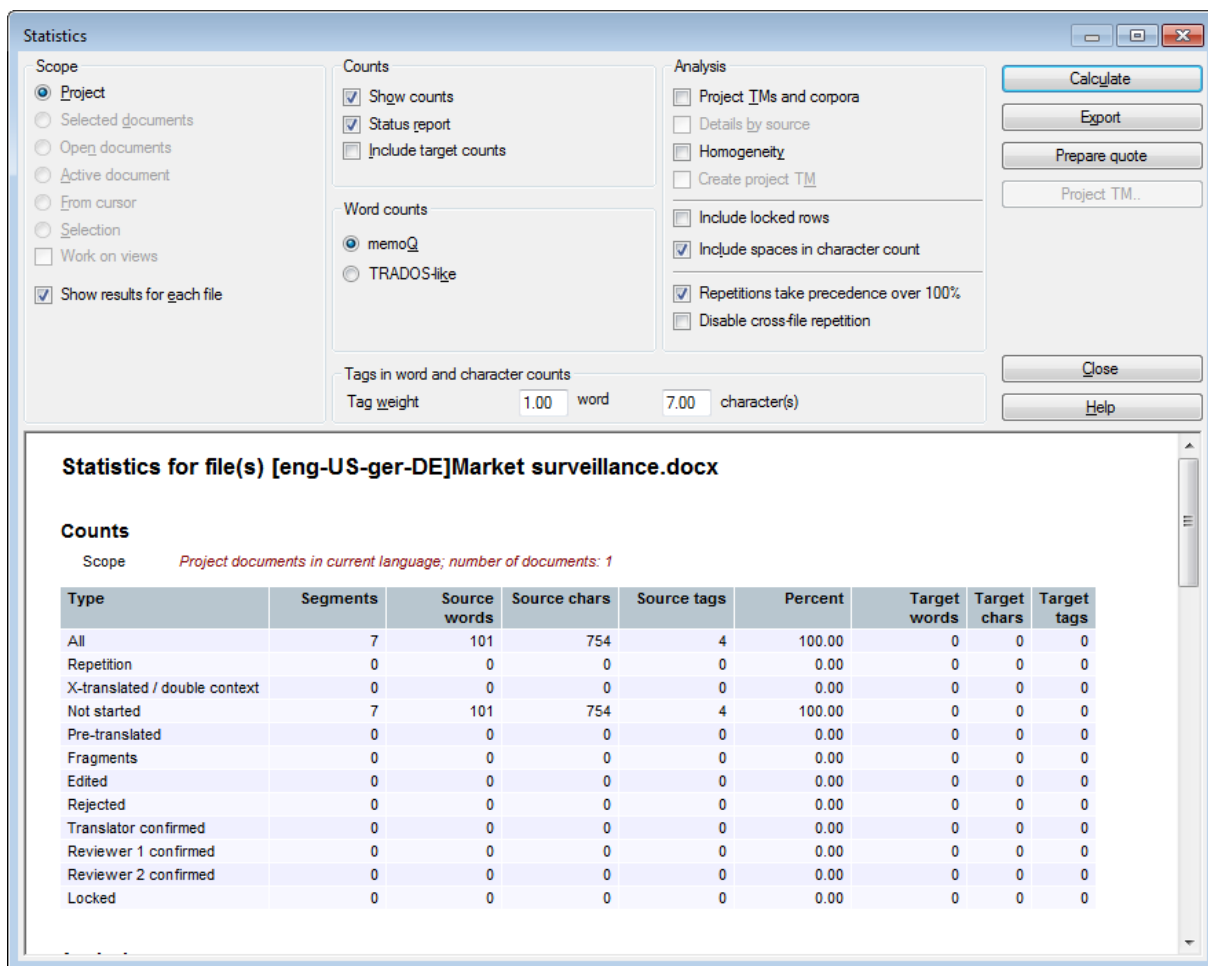 Statistics
Scope
Project
Selected documents
Open documents
Active document
From cursor
Selection
Work on views
Show results for each file
Counts
Show counts
Status report
Include target counts
Word counts
memoQ
TRADOS-like
Analysis
Project TMs and corpora
Details by source
Homogeneity
Create project TM
Include locked rows
Include spaces in character count
Repetitions take precedence over 100%
Disable cross-file repetition
Tags in word and character counts
Tag weight 1.00 word 7.00 character(s)
Calculate
Export
Prepare quote
Project TM..
Close
Help
Statistics for file(s) [eng-US-ger-DE]Market surveillance.docx
Counts
Scope Project documents in current language; number of documents: 1
Type Segments Source words Source chars Source tags Percent Target words Target chars Target tags
All 7 101 754 4 100.00 0 0 0
Repetition 0 0 0 0 0.00 0 0 0
X-translated / double context 0 0 0 0 0.00 0 0 0
Not started 7 101 754 4 100.00 0 0 0
Pre-translated 0 0 0 0 0.00 0 0 0
Fragments 0 0 0 0 0.00 0 0 0
Edited 0 0 0 0 0.00 0 0 0
Rejected 0 0 0 0 0.00 0 0 0
Translator confirmed 0 0 0 0 0.00 0 0 0
Reviewer 1 confirmed 0 0 0 0 0.00 0 0 0
Reviewer 2 confirmed 0 0 0 0 0.00 0 0 0
Locked 0 0 0 0 0.00 0 0 0